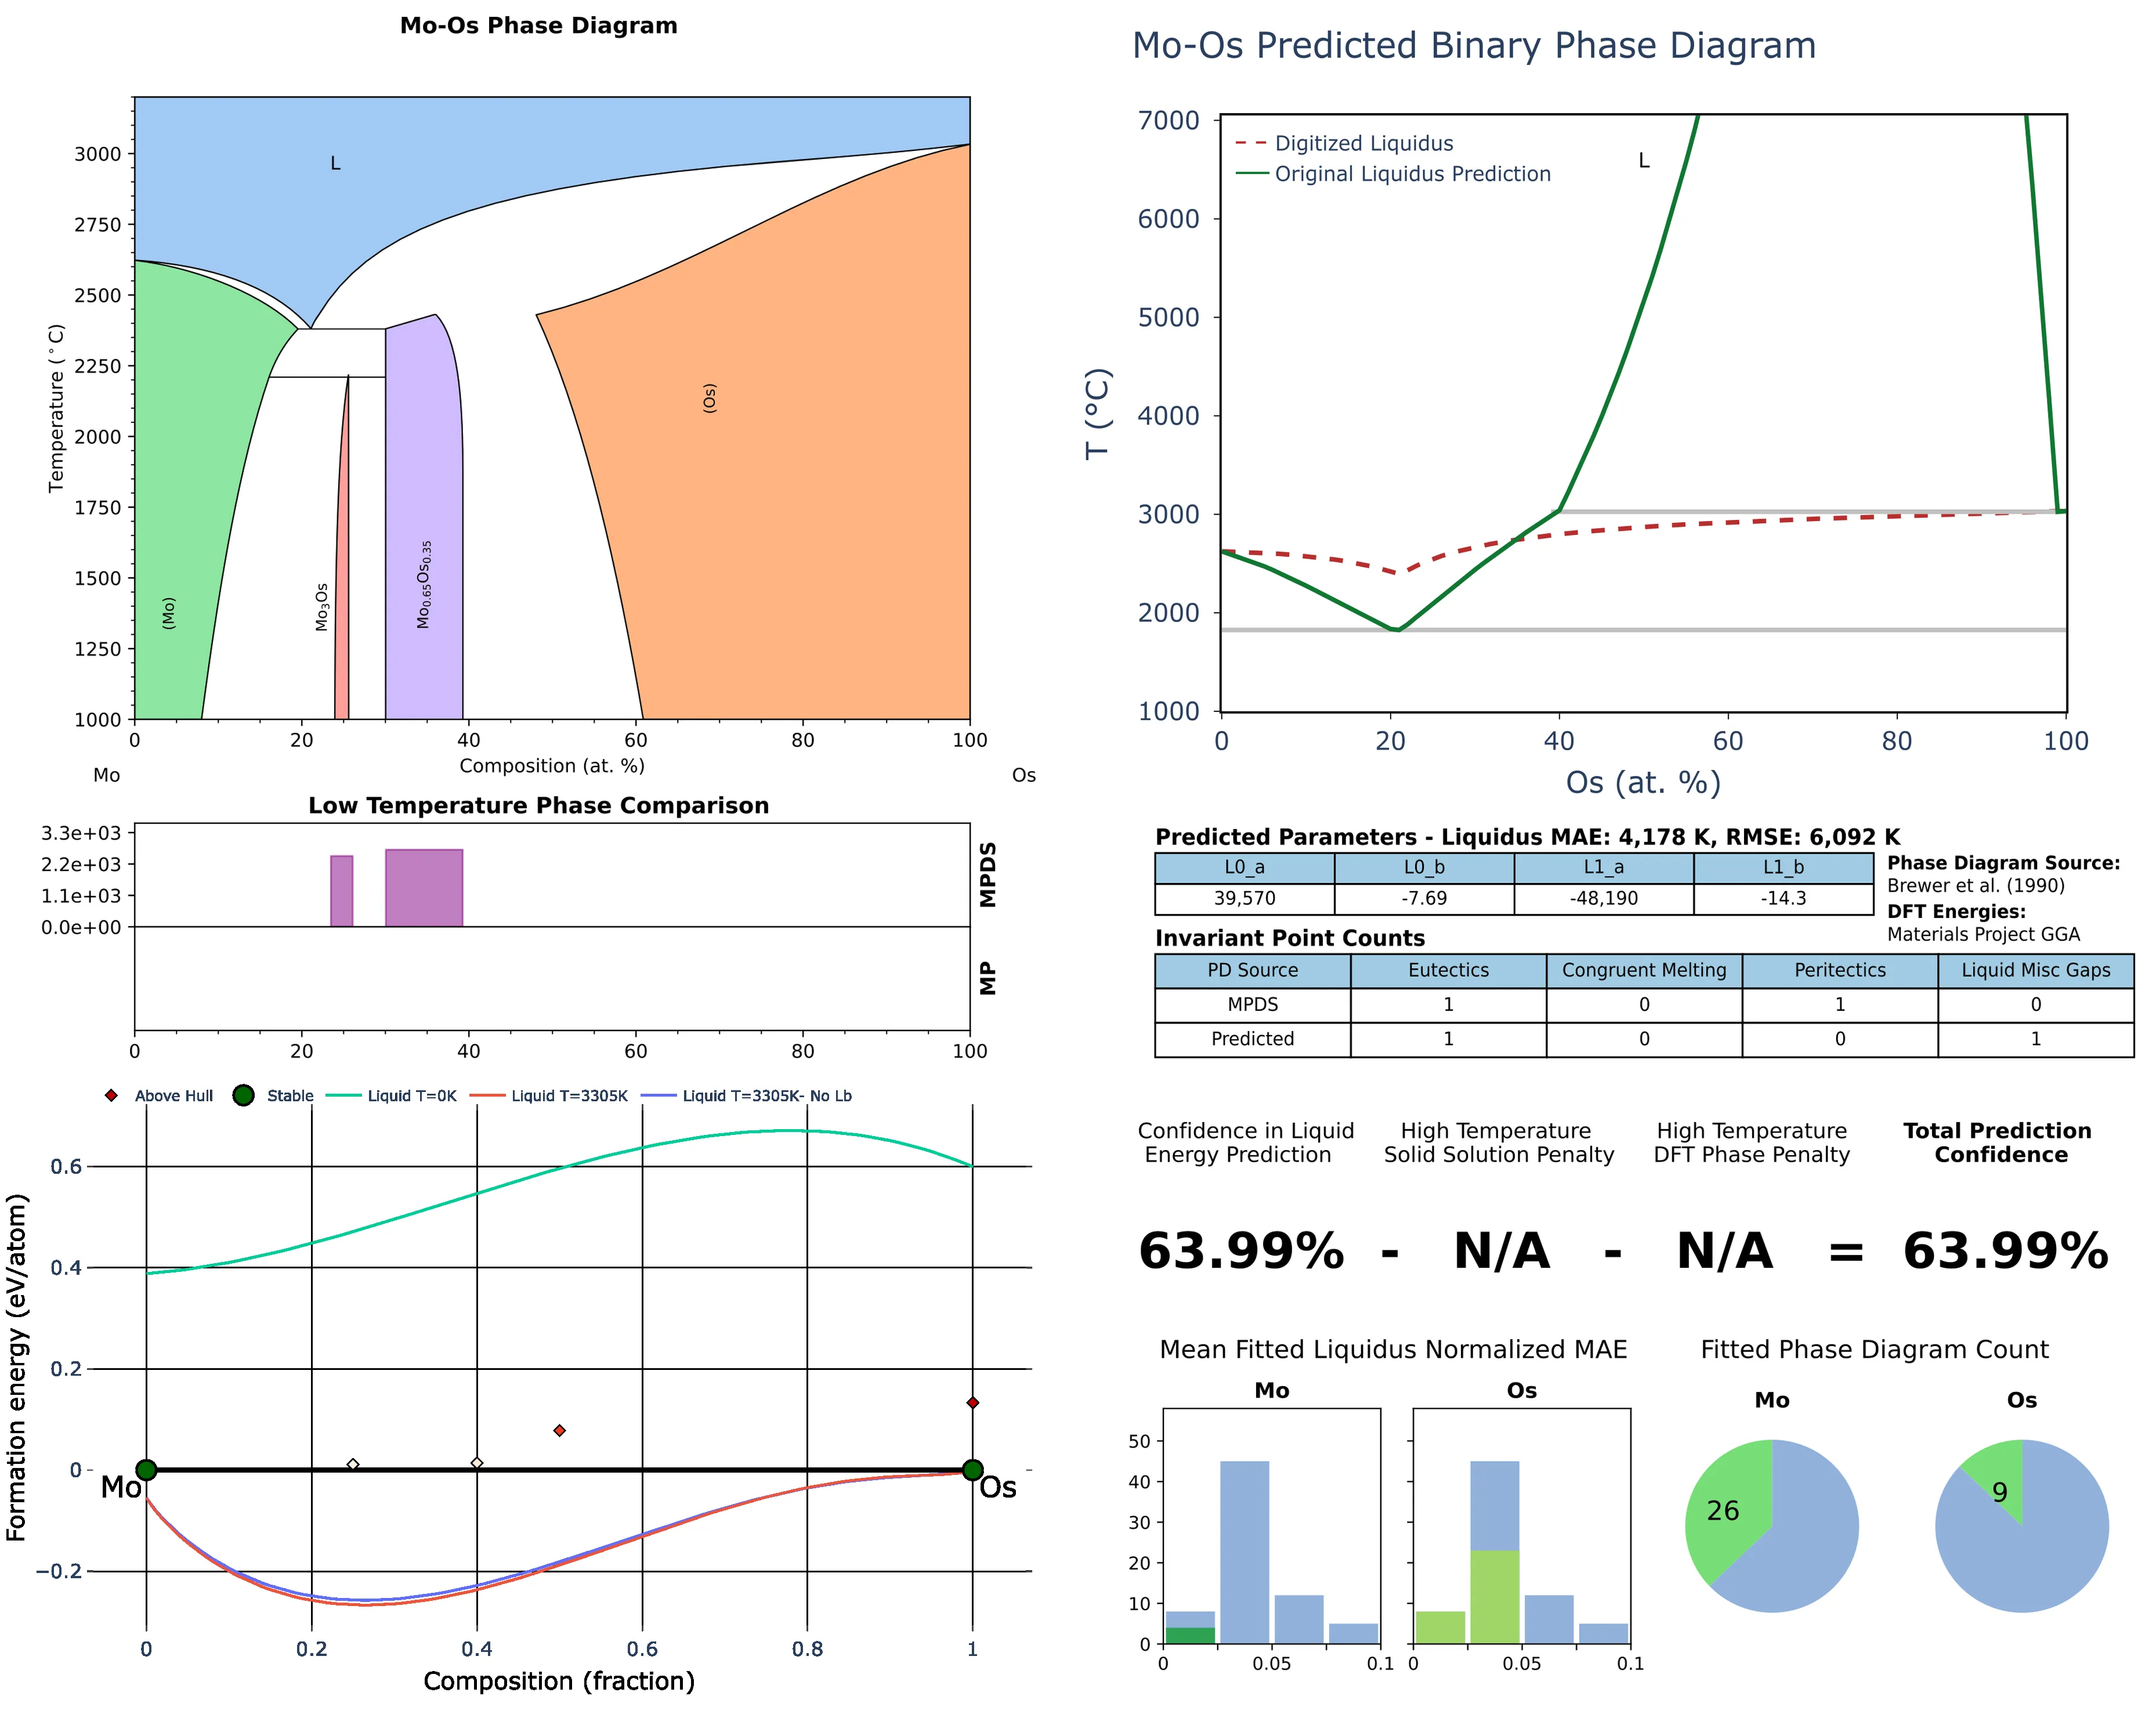 Mo-Os Phase Diagram
3000
2750
2500
2250
2000
1750
1500
1250
1000
Temperature (°C)
L
(Mo)
Mo3Os
Mo0.65Os0.35
(Os)
0 20 40 60 80 100
Composition (at. %)
Mo Os
Low Temperature Phase Comparison
3.3e+03
2.2e+03
1.1e+03
0.0e+00
MPDS
MP
0 20 40 60 80 100
Above Hull Stable Liquid T=0K Liquid T=3305K Liquid T=3305K- No Lb
0.6
0.4
0.2
0
−0.2
Formation energy (eV/atom)
Mo Os
0 0.2 0.4 0.6 0.8 1
Composition (fraction)
Mo-Os Predicted Binary Phase Diagram
7000
6000
5000
4000
3000
2000
1000
T (°C)
Digitized Liquidus
Original Liquidus Prediction
L
0 20 40 60 80 100
Os (at. %)
Predicted Parameters - Liquidus MAE: 4,178 K, RMSE: 6,092 K
L0_a L0_b L1_a L1_b
39,570 -7.69 -48,190 -14.3
Phase Diagram Source:
Brewer et al. (1990)
DFT Energies:
Materials Project GGA
Invariant Point Counts
PD Source Eutectics Congruent Melting Peritectics Liquid Misc Gaps
MPDS 1 0 1 0
Predicted 1 0 0 1
Confidence in Liquid
Energy Prediction
High Temperature
Solid Solution Penalty
High Temperature
DFT Phase Penalty
Total Prediction
Confidence
63.99% - N/A - N/A = 63.99%
Mean Fitted Liquidus Normalized MAE
Mo Os
50
40
30
20
10
0
0 0.05 0.1 0 0.05 0.1
Fitted Phase Diagram Count
Mo Os
26 9